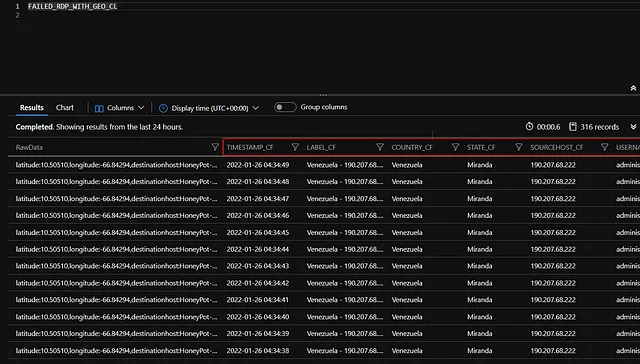 1 FAILED_RDP_WITH_GEO_CL
2
...
Results Chart Columns Display time (UTC+00:00) Group columns
Completed. Showing results from the last 24 hours. 00:00.6 316 records
RawData TIMESTAMP_CF LABEL_CF COUNTRY_CF STATE_CF SOURCEHOST_CF USERNA
latitude:10.50510,longitude:-66.84294,destinationhost:HoneyPot-... 2022-01-26 04:34:49 Venezuela - 190.207.68.... Venezuela Miranda 190.207.68.222 adminis
latitude:10.50510,longitude:-66.84294,destinationhost:HoneyPot-... 2022-01-26 04:34:48 Venezuela - 190.207.68.... Venezuela Miranda 190.207.68.222 adminis
latitude:10.50510,longitude:-66.84294,destinationhost:HoneyPot-... 2022-01-26 04:34:47 Venezuela - 190.207.68.... Venezuela Miranda 190.207.68.222 adminis
latitude:10.50510,longitude:-66.84294,destinationhost:HoneyPot-... 2022-01-26 04:34:46 Venezuela - 190.207.68.... Venezuela Miranda 190.207.68.222 adminis
latitude:10.50510,longitude:-66.84294,destinationhost:HoneyPot-... 2022-01-26 04:34:45 Venezuela - 190.207.68.... Venezuela Miranda 190.207.68.222 adminis
latitude:10.50510,longitude:-66.84294,destinationhost:HoneyPot-... 2022-01-26 04:34:44 Venezuela - 190.207.68.... Venezuela Miranda 190.207.68.222 adminis
latitude:10.50510,longitude:-66.84294,destinationhost:HoneyPot-... 2022-01-26 04:34:43 Venezuela - 190.207.68.... Venezuela Miranda 190.207.68.222 adminis
latitude:10.50510,longitude:-66.84294,destinationhost:HoneyPot-... 2022-01-26 04:34:42 Venezuela - 190.207.68.... Venezuela Miranda 190.207.68.222 adminis
latitude:10.50510,longitude:-66.84294,destinationhost:HoneyPot-... 2022-01-26 04:34:41 Venezuela - 190.207.68.... Venezuela Miranda 190.207.68.222 adminis
latitude:10.50510,longitude:-66.84294,destinationhost:HoneyPot-... 2022-01-26 04:34:40 Venezuela - 190.207.68.... Venezuela Miranda 190.207.68.222 adminis
latitude:10.50510,longitude:-66.84294,destinationhost:HoneyPot-... 2022-01-26 04:34:39 Venezuela - 190.207.68.... Venezuela Miranda 190.207.68.222 adminis
latitude:10.50510,longitude:-66.84294,destinationhost:HoneyPot-... 2022-01-26 04:34:38 Venezuela - 190.207.68.... Venezuela Miranda 190.207.68.222 adminis